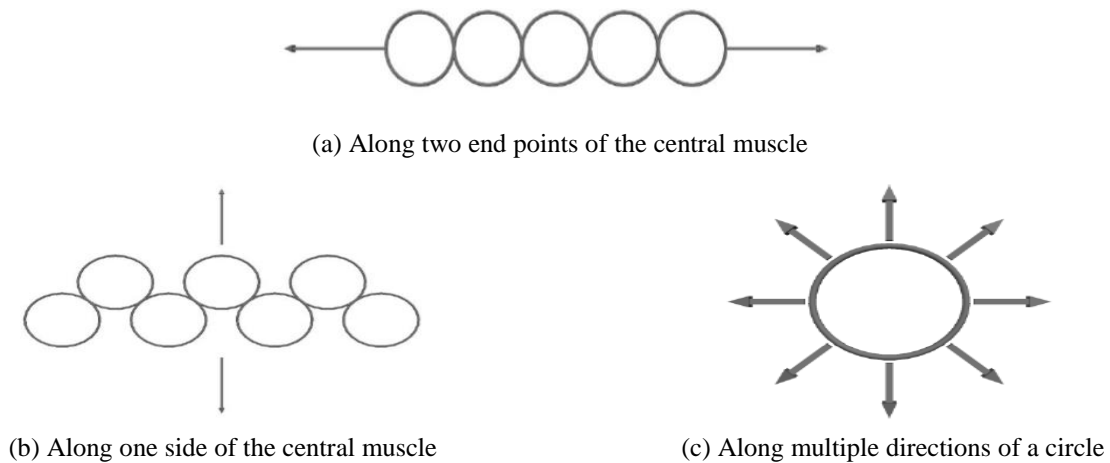 (a) Along two end points of the central muscle
(b) Along one side of the central muscle
(c) Along multiple directions of a circle